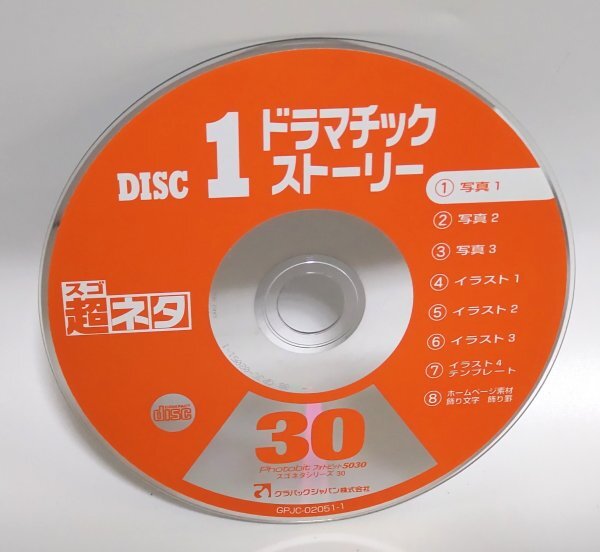 DISC 1
ドラマチック
ストーリー
① 写真 1
② 写真 2
③ 写真 3
④ イラスト 1
⑤ イラスト 2
⑥ イラスト 3
⑦ イラスト 4
テンプレート
⑧ ホームページ素材
飾り文字 飾り罫
スゴ
超ネタ
disc
30
Photobit フォトビット5030
スゴネタシリーズ 30
グラパックジャパン株式会社
GPJC-02051-1